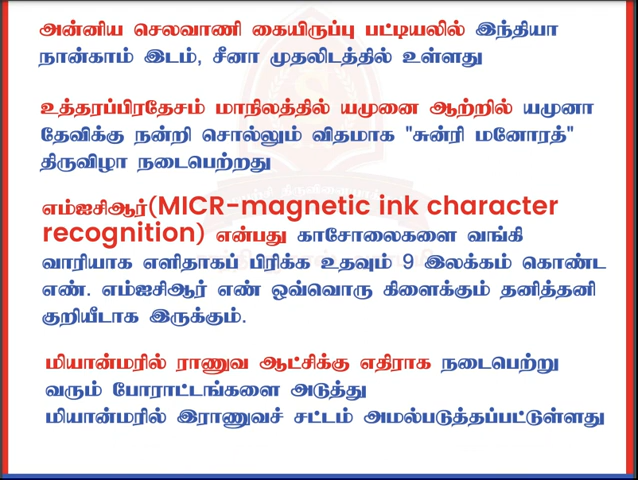 அன்னிய செலவாணி கையிருப்பு பட்டியலில் இந்தியா
நான்காம் இடம், சீனா முதலிடத்தில் உள்ளது
உத்தரப்பிரதேசம் மாநிலத்தில் யமுனை ஆற்றில் யமுனா
தேவிக்கு நன்றி சொல்லும் விதமாக "சுன்ரி மனோரத்"
திருவிழா நடைபெற்றது
எம்ஐசிஆர்(MICR-magnetic ink character
recognition) என்பது காசோலைகளை வங்கி
வாரியாக எளிதாகப் பிரிக்க உதவும் 9 இலக்கம் கொண்ட
எண். எம்ஐசிஆர் எண் ஒவ்வொரு கிளைக்கும் தனித்தனி
குறியீடாக இருக்கும்.
மியான்மரில் ராணுவ ஆட்சிக்கு எதிராக நடைபெற்று
வரும் போராட்டங்களை அடுத்து
மியான்மரில் இராணுவச் சட்டம் அமல்படுத்தப்பட்டுள்ளது